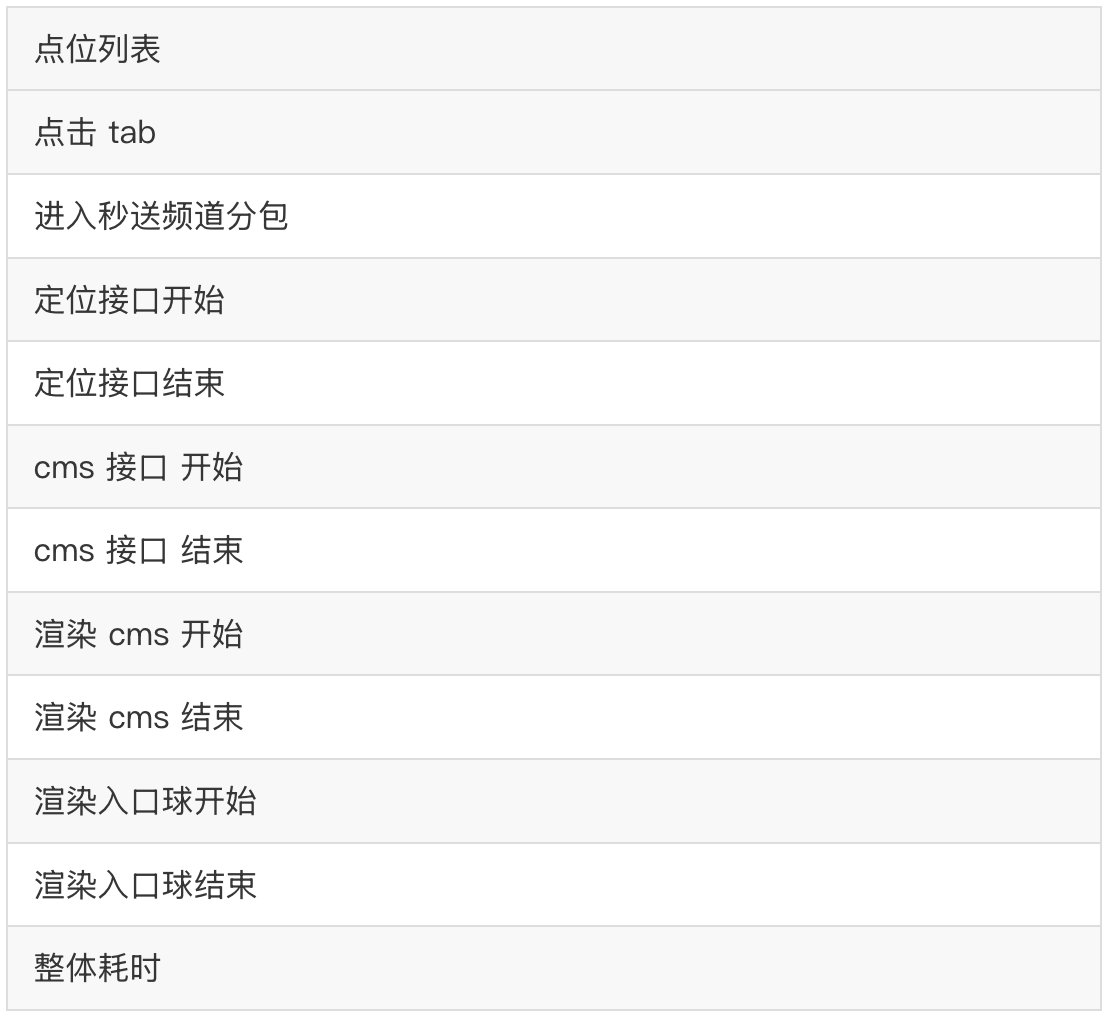 点位列表
点击 tab
进入秒送频道分包
定位接口开始
定位接口结束
cms 接口 开始
cms 接口 结束
渲染 cms 开始
渲染 cms 结束
渲染入口球开始
渲染入口球结束
整体耗时